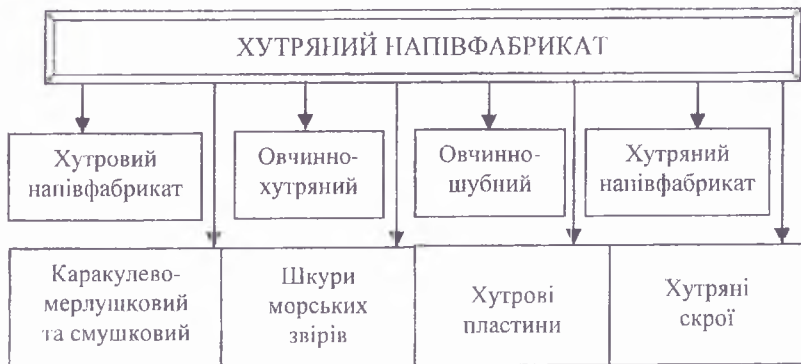 ХУТРЯНИЙ НАПІВФАБРИКАТ
Хутровий
напівфабрикат
Овчинно-
хутряний
Овчинно-
шубний
Хутряний
напівфабрикат
Каракулево-
мерлушковий
та смушковий
Шкури
морських
звірів
Хутрові
пластини
Хутряні
скрої